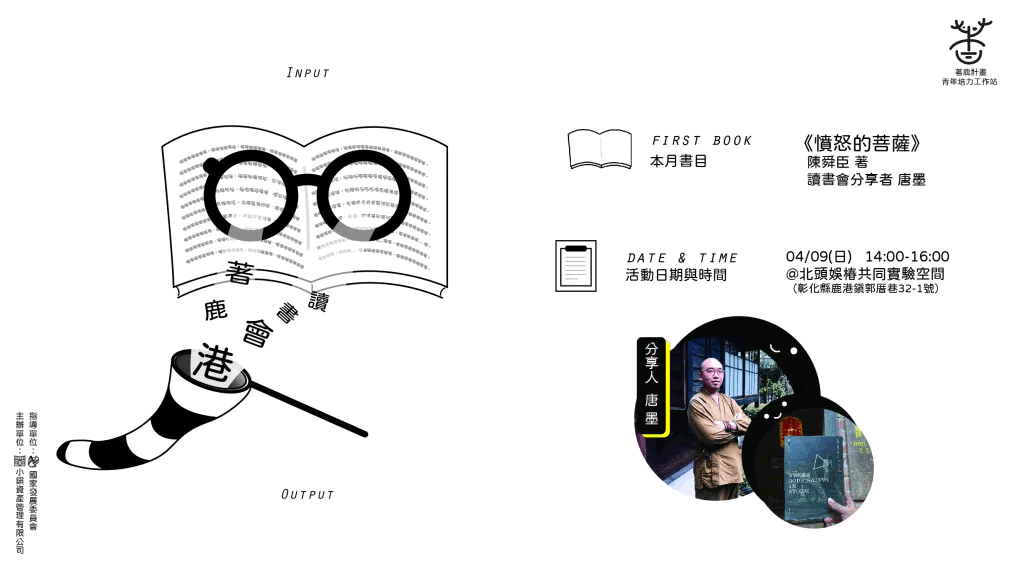 INPUT
著
鹿
讀
書
會
港
OUTPUT
指導單位：國家發展委員會
主辦單位：小鎮資產管理有限公司
著鹿計畫
青年培力工作站
FIRST BOOK
本月書目
《憤怒的菩薩》
陳舜臣 著
讀書會分享者 唐墨
DATE & TIME
活動日期與時間
04/09(日) 14:00-16:00
@北頭娛椿共同實驗空間
（彰化縣鹿港鎮郭厝巷32-1號）
分享人 唐墨